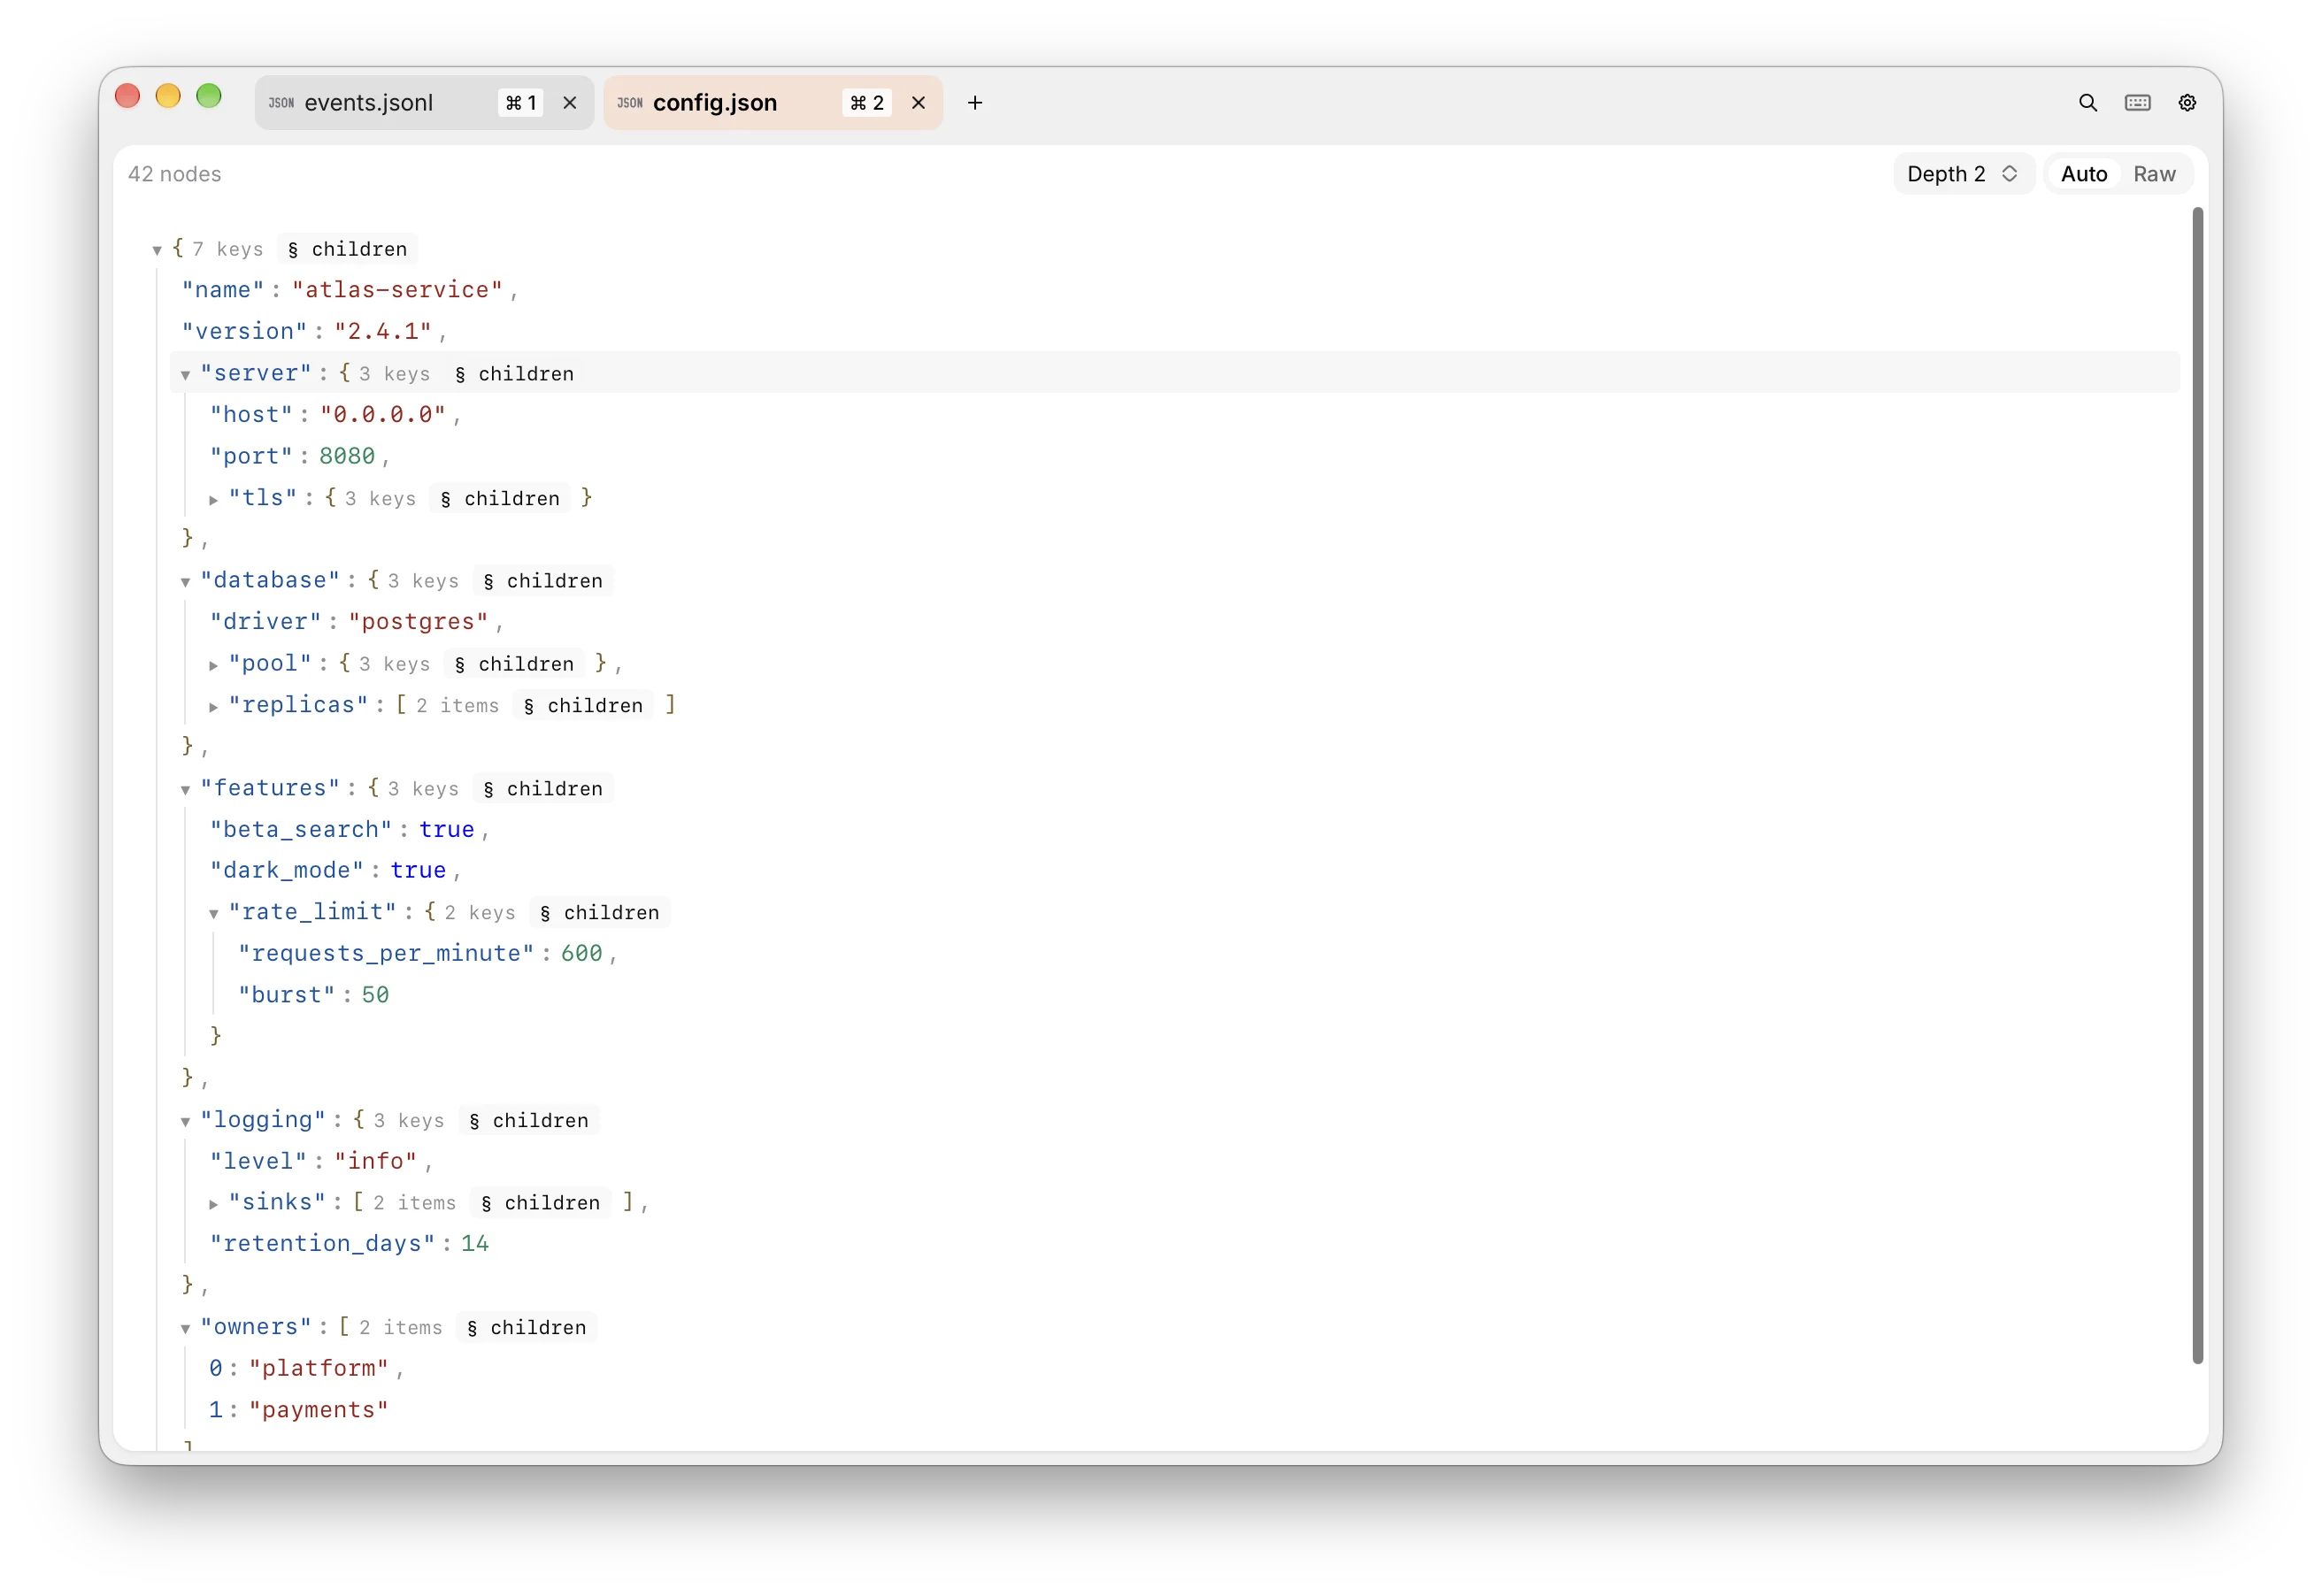 JSON events.jsonl ⌘ 1 × JSON config.json ⌘ 2 × +
42 nodes Depth 2 Auto Raw
▼ { 7 keys § children
"name" : "atlas-service" ,
"version" : "2.4.1" ,
▼ "server" : { 3 keys § children
"host" : "0.0.0.0" ,
"port" : 8080 ,
▶ "tls" : { 3 keys § children }
} ,
▼ "database" : { 3 keys § children
"driver" : "postgres" ,
▶ "pool" : { 3 keys § children } ,
▶ "replicas" : [ 2 items § children ]
} ,
▼ "features" : { 3 keys § children
"beta_search" : true ,
"dark_mode" : true ,
▼ "rate_limit" : { 2 keys § children
"requests_per_minute" : 600 ,
"burst" : 50
}
} ,
▼ "logging" : { 3 keys § children
"level" : "info" ,
▶ "sinks" : [ 2 items § children ] ,
"retention_days" : 14
} ,
▼ "owners" : [ 2 items § children
0 : "platform" ,
1 : "payments"
]